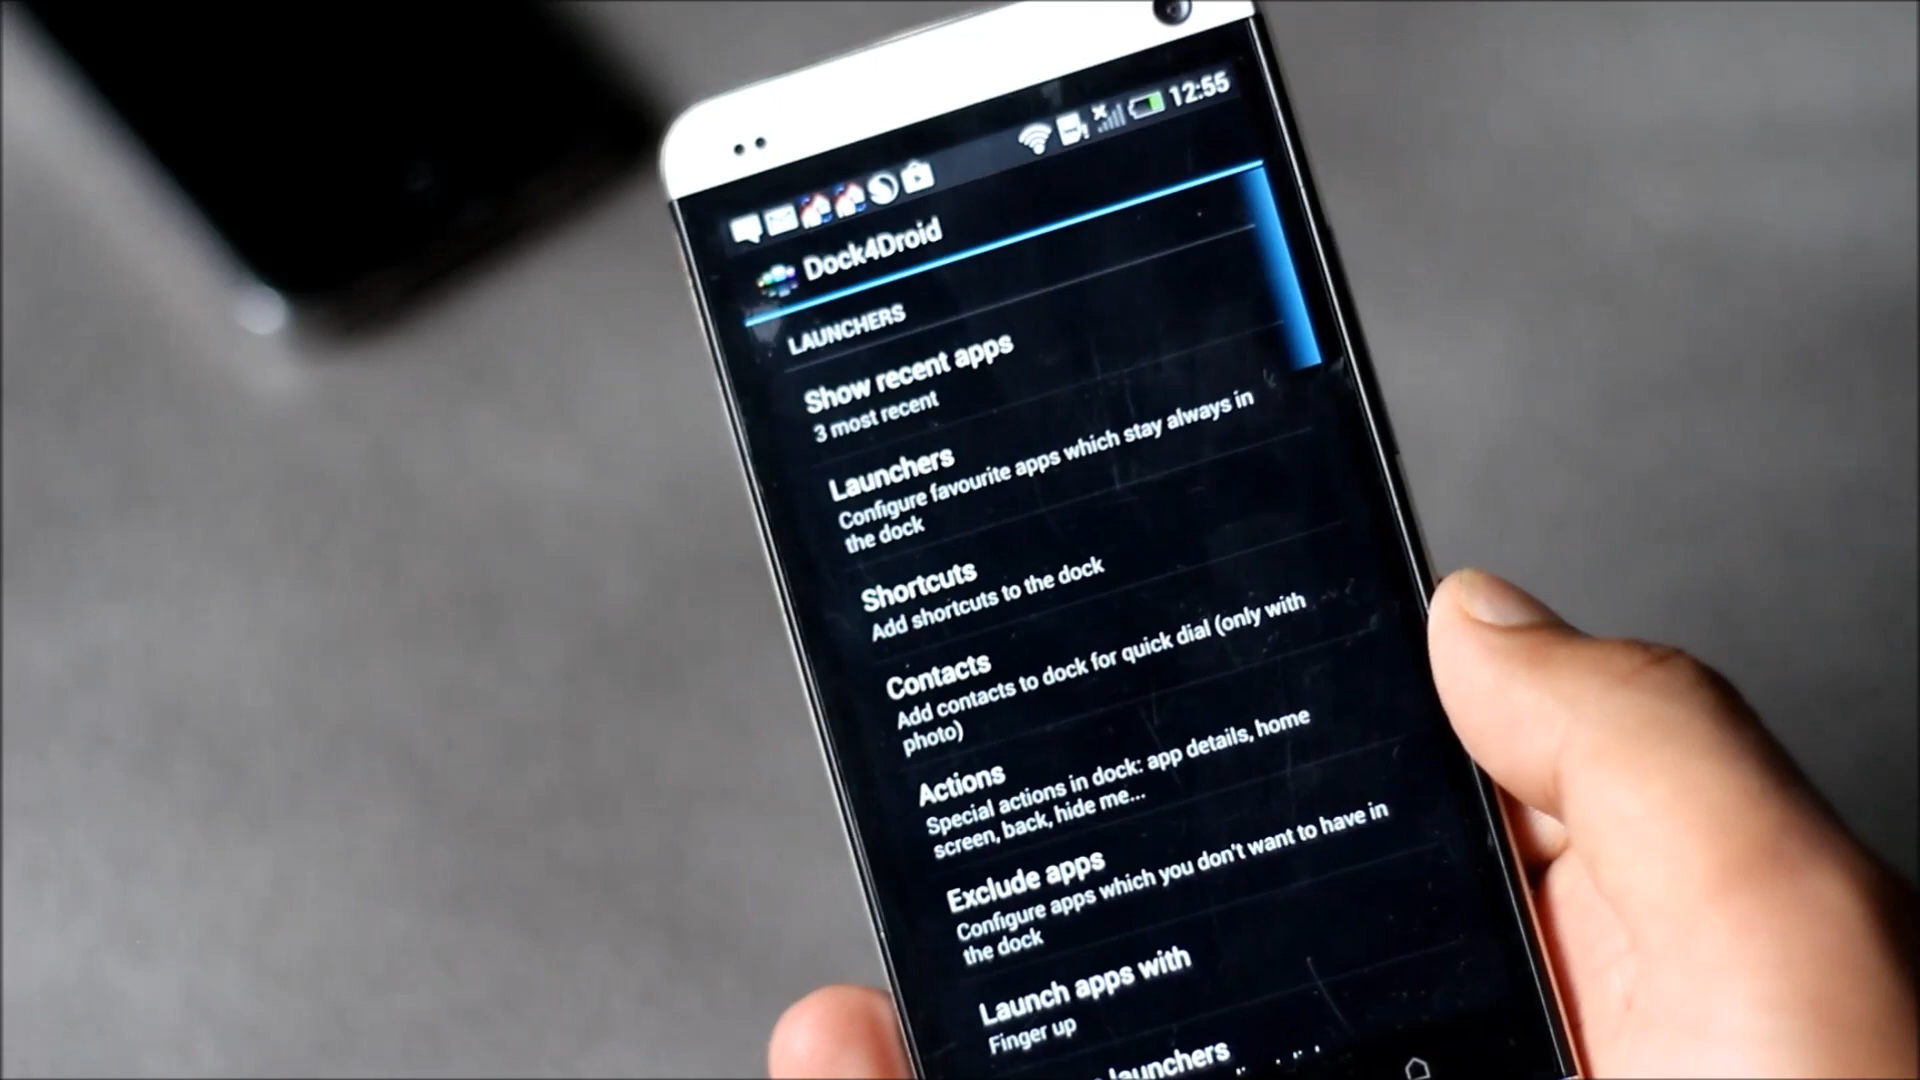 12:55
Dock4Droid
LAUNCHERS
Show recent apps
3 most recent
Launchers
Configure favourite apps which stay always in
the dock
Shortcuts
Add shortcuts to the dock
Contacts
Add contacts to dock for quick dial (only with
photo)
Actions
Special actions in dock: app details, home
screen, back, hide me...
Exclude apps
Configure apps which you don't want to have in
the dock
Launch apps with
Finger up
launchers